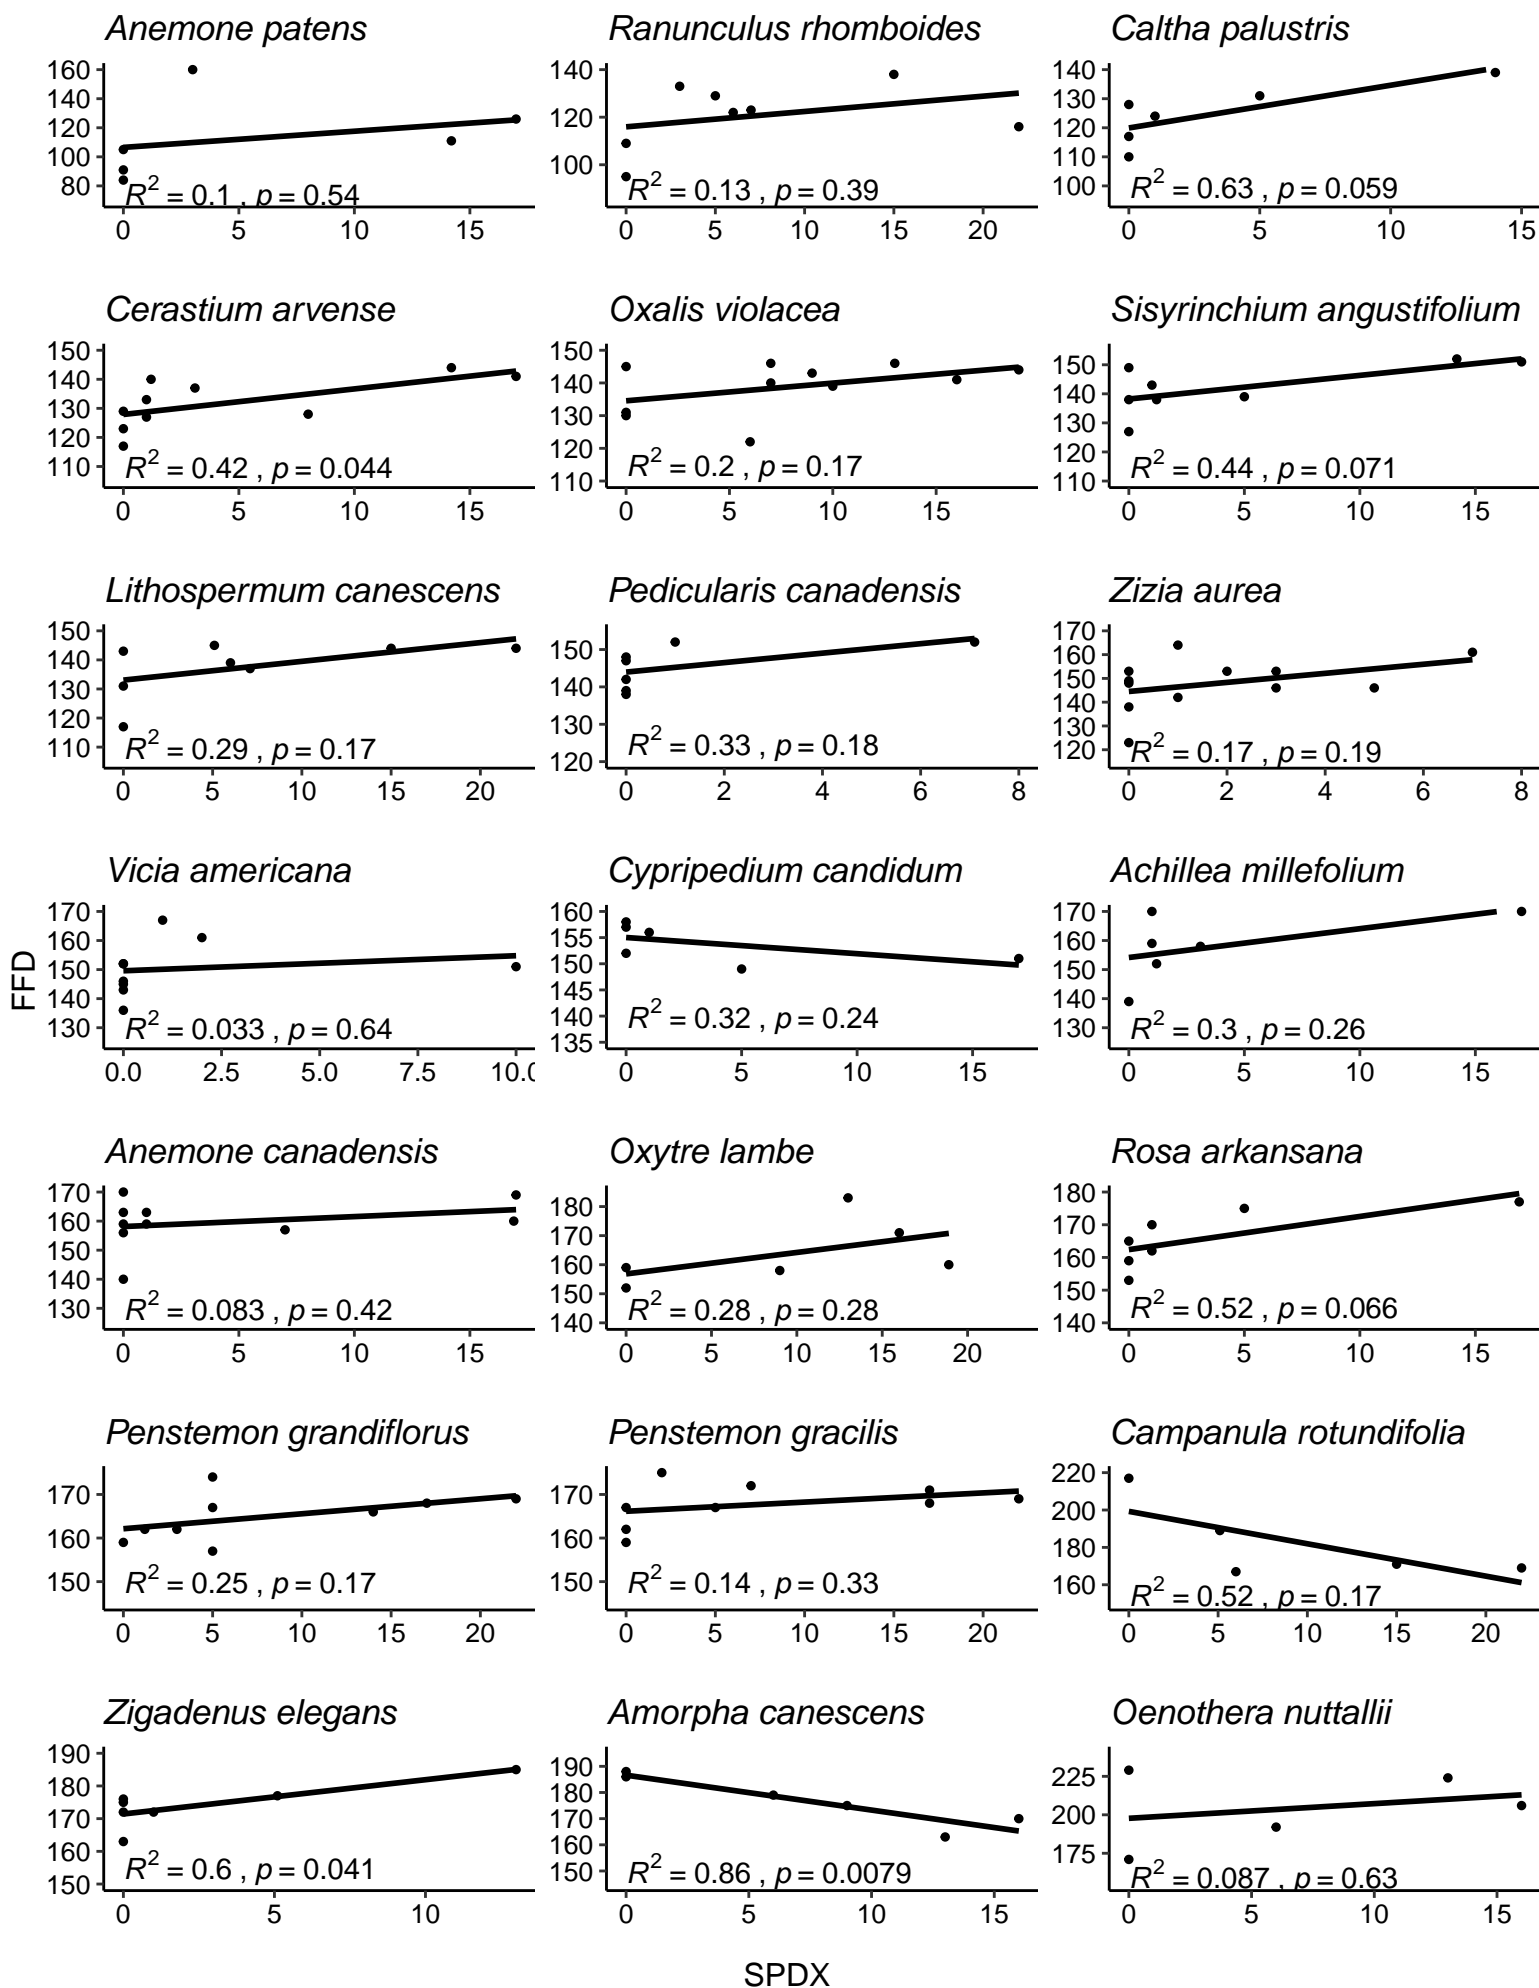 Anemone patens Ranunculus rhomboides Caltha palustris
160 140 120 100 80
R² = 0.1 , p = 0.54
0 5 10 15
140 120 100
R² = 0.13 , p = 0.39
0 5 10 15 20
140 130 120 110 100
R² = 0.63 , p = 0.059
0 5 10 15
Cerastium arvense Oxalis violacea Sisyrinchium angustifolium
150 140 130 120 110
R² = 0.42 , p = 0.044
0 5 10 15
150 140 130 120 110
R² = 0.2 , p = 0.17
0 5 10 15
150 140 130 120 110
R² = 0.44 , p = 0.071
0 5 10 15
Lithospermum canescens Pedicularis canadensis Zizia aurea
150 140 130 120 110
R² = 0.29 , p = 0.17
0 5 10 15 20
150 140 130 120
R² = 0.33 , p = 0.18
0 2 4 6 8
170 160 150 140 130 120
R² = 0.17 , p = 0.19
0 2 4 6 8
Vicia americana Cypripedium candidum Achillea millefolium
FFD
170 160 150 140 130
R² = 0.033 , p = 0.64
0.0 2.5 5.0 7.5 10.0
160 155 150 145 140 135
R² = 0.32 , p = 0.24
0 5 10 15
170 160 150 140 130
R² = 0.3 , p = 0.26
0 5 10 15
Anemone canadensis Oxytre lambe Rosa arkansana
170 160 150 140 130
R² = 0.083 , p = 0.42
0 5 10 15
180 170 160 150 140
R² = 0.28 , p = 0.28
0 5 10 15 20
180 170 160 150 140
R² = 0.52 , p = 0.066
0 5 10 15
Penstemon grandiflorus Penstemon gracilis Campanula rotundifolia
170 160 150
R² = 0.25 , p = 0.17
0 5 10 15 20
170 160 150
R² = 0.14 , p = 0.33
0 5 10 15 20
220 200 180 160
R² = 0.52 , p = 0.17
0 5 10 15 20
Zigadenus elegans Amorpha canescens Oenothera nuttallii
190 180 170 160 150
R² = 0.6 , p = 0.041
0 5 10
190 180 170 160 150
R² = 0.86 , p = 0.0079
0 5 10 15
225 200 175
R² = 0.087 , p = 0.63
0 5 10 15
SPDX